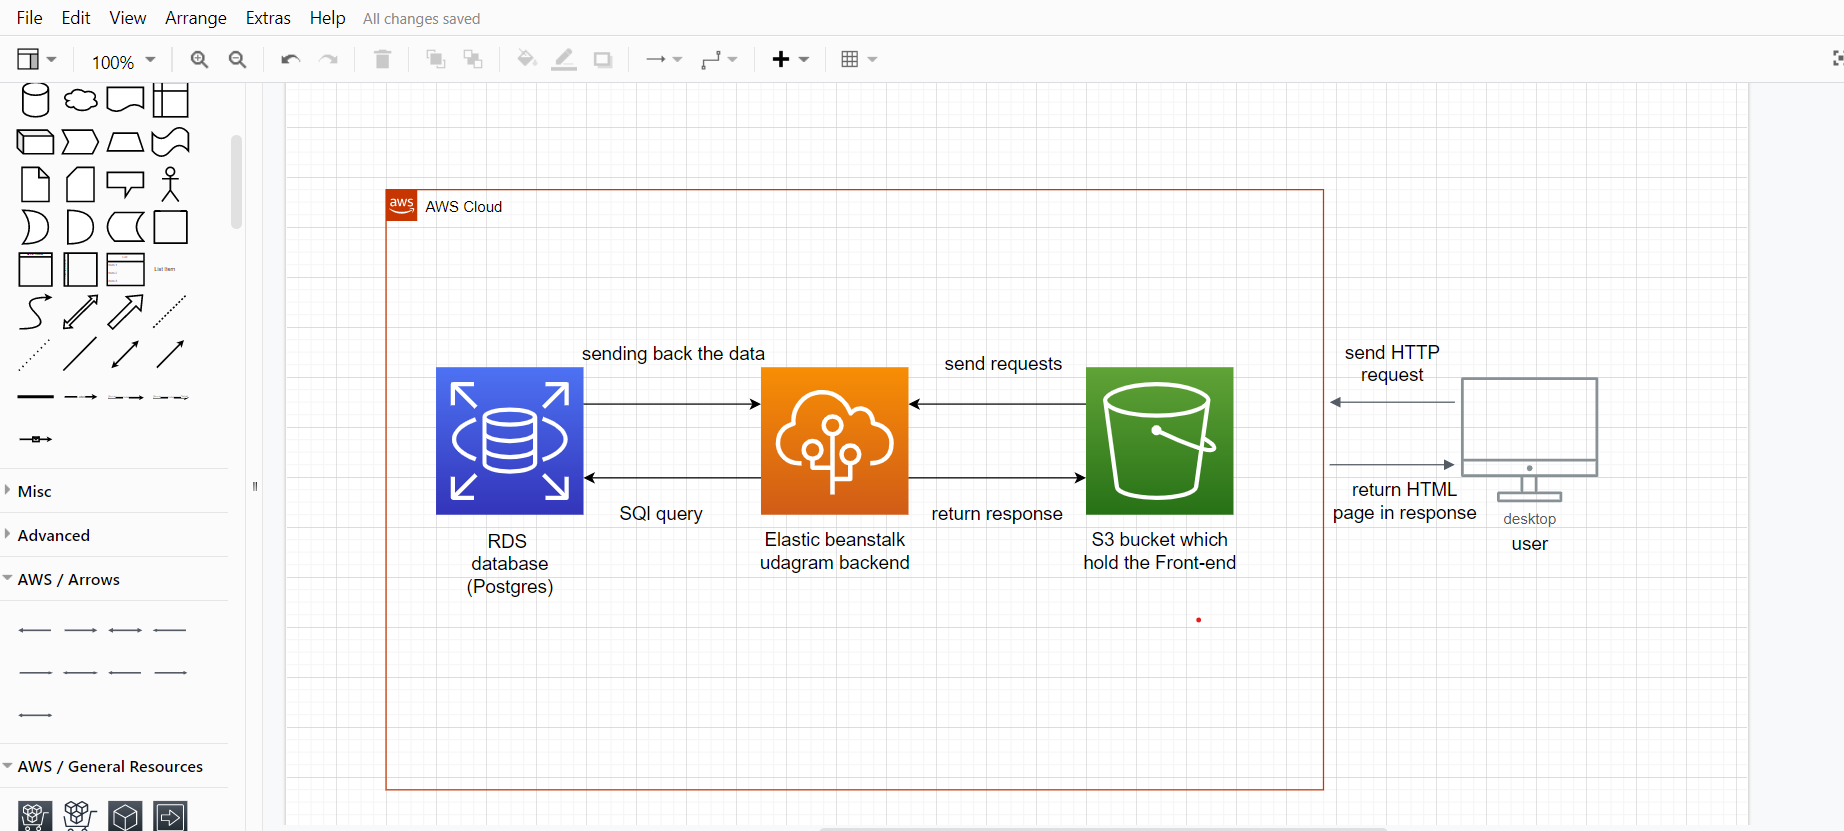 File Edit View Arrange Extras Help All changes saved
100%
List Item
Misc
Advanced
AWS / Arrows
AWS / General Resources
aws
AWS Cloud
sending back the data
send requests
SQl query
return response
RDS
database
(Postgres)
Elastic beanstalk
udagram backend
S3 bucket which
hold the Front-end
send HTTP
request
return HTML
page in response
desktop
user